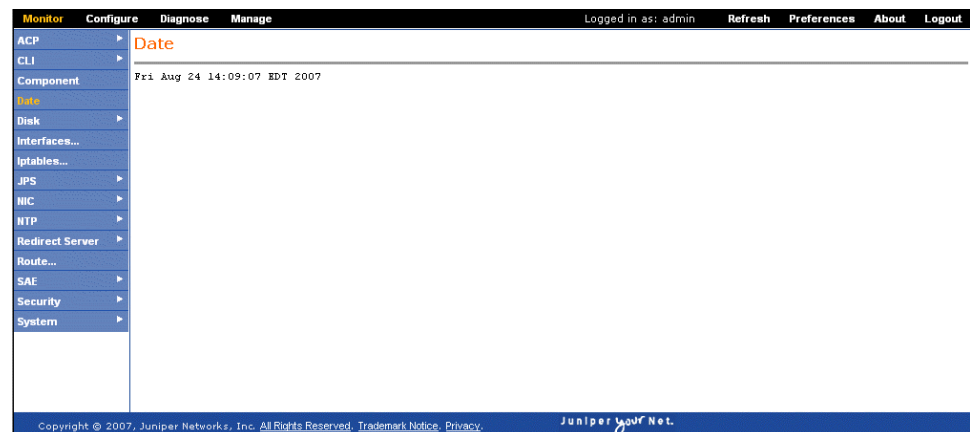 Monitor Configure Diagnose Manage Logged in as: admin Refresh Preferences About Logout
ACP
CLI
Component
Date
Disk
Interfaces...
Iptables...
JPS
NIC
NTP
Redirect Server
Route...
SAE
Security
System
Date
Fri Aug 24 14:09:07 EDT 2007
Copyright © 2007, Juniper Networks, Inc. All Rights Reserved. Trademark Notice. Privacy.
Juniper your Net.